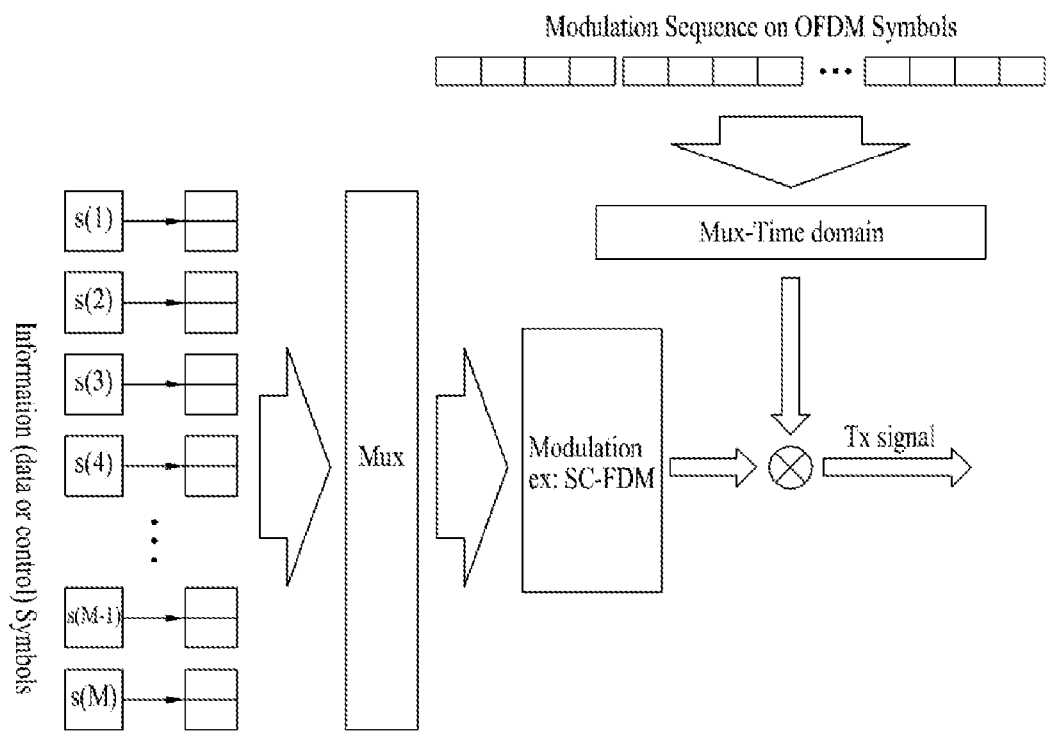 Modulation Sequence on OFDM Symbols
Mux-Time domain
Information (data or control) Symbols
s(1)
s(2)
s(3)
s(4)
s(M-1)
s(M)
Mux
Modulation
ex: SC-FDM
Tx signal